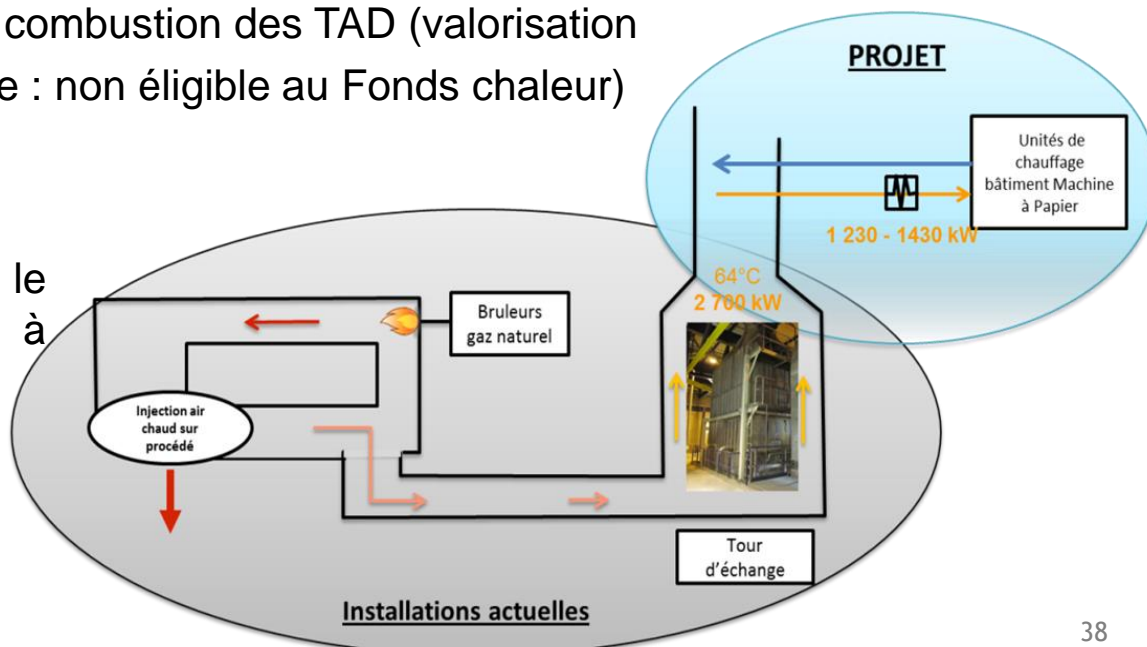 combustion des TAD (valorisation
e : non éligible au Fonds chaleur)
le
à
PROJET
Unités de
chauffage
bâtiment Machine
à Papier
1 230 - 1430 kW
64°C
2 700 kW
Bruleurs
gaz naturel
Injection air
chaud sur
procédé
Tour
d'échange
Installations actuelles
38